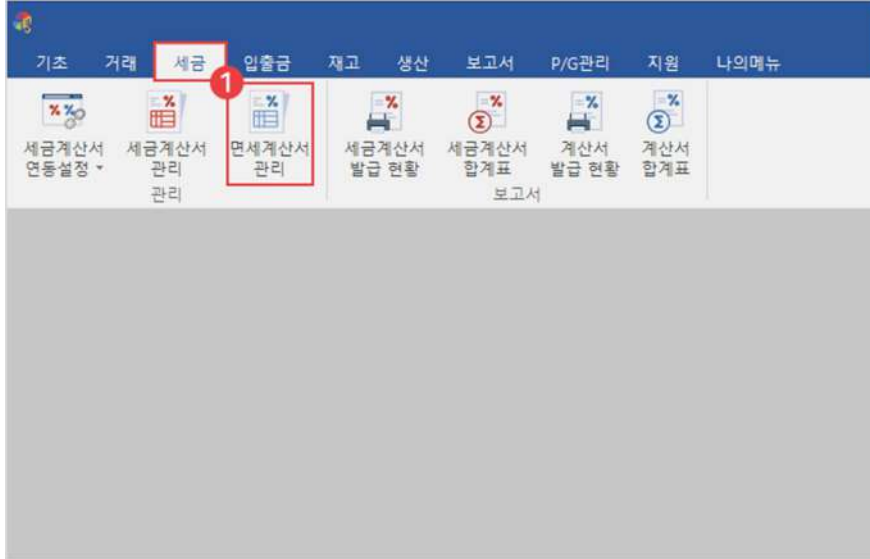 기초 거래 세금 입출금 재고 생산 보고서 P/G관리 지원 나의메뉴
1
세금계산서 세금계산서 면세계산서 세금계산서 세금계산서 계산서 계산서
연동설정 관리 관리 발급 현황 합계표 발급 현황 합계표
관리 보고서